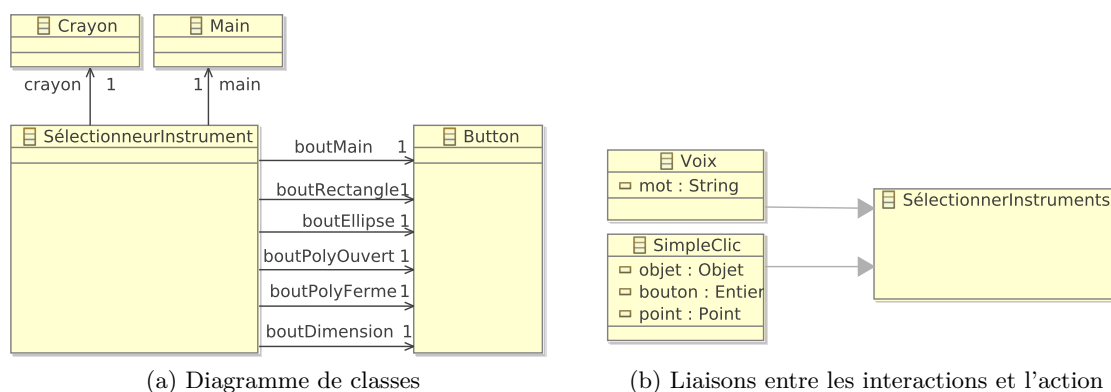 Crayon
Main
crayon 1
1 main
SélectionneurInstrument
Button
boutMain 1
boutRectangle 1
boutEllipse 1
boutPolyOuvert 1
boutPolyFerme 1
boutDimension 1
(a) Diagramme de classes
Voix
mot : String
SimpleClic
objet : Objet
bouton : Entier
point : Point
SélectionnerInstruments
(b) Liaisons entre les interactions et l'action